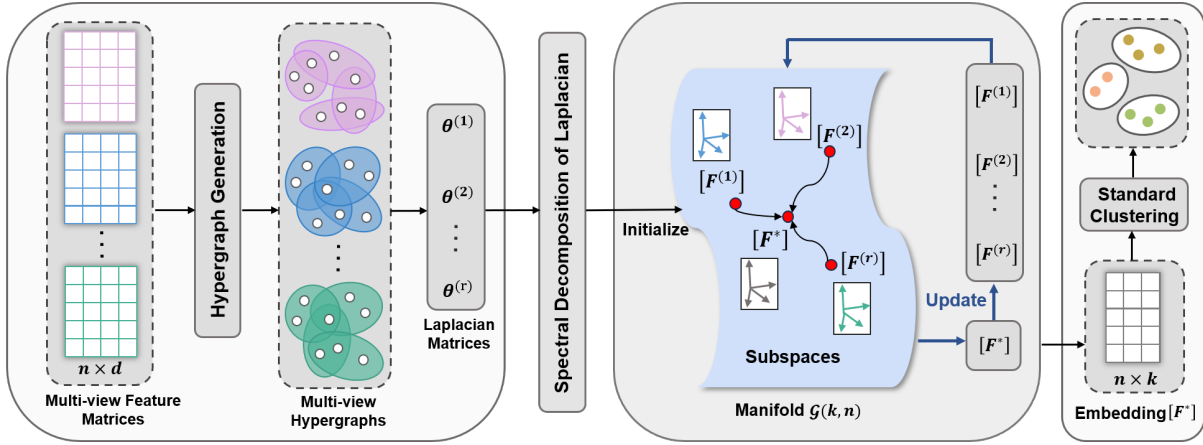 n × d
Multi-view Feature
Matrices
Hypergraph Generation
Multi-view
Hypergraphs
θ^(1)
θ^(2)
θ^(r)
Laplacian
Matrices
Spectral Decomposition of Laplacian
Initialize
[F^(1)]
[F^(2)]
[F^*]
[F^(r)]
Subspaces
Manifold 𝒢(k, n)
[F^(1)]
[F^(2)]
[F^(r)]
Update
[F^*]
Standard
Clustering
n × k
Embedding[F^*]